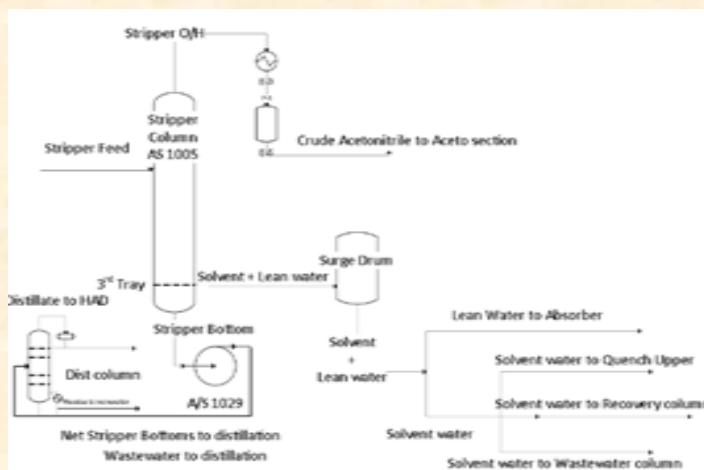 Stripper O/H
Stripper
Column
AS 1005
Stripper Feed
Crude Acetonitrile to Aceto section
3rd Tray
Solvent + Lean water
Surge Drum
Distillate to HAD
Stripper Bottom
Dist column
A/S 1029
Net Stripper Bottoms to distillation
Wastewater to distillation
Solvent
+
Lean water
Lean Water to Absorber
Solvent water to Quench Upper
Solvent water to Recovery column
Solvent water
Solvent water to Wastewater column